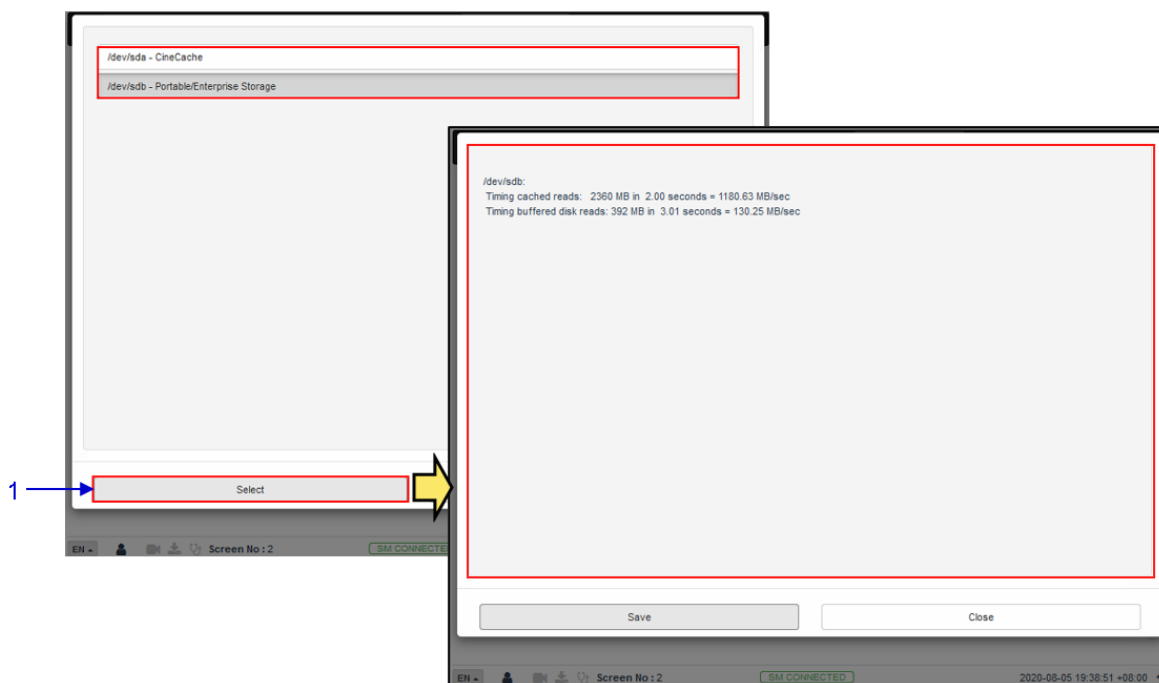 /dev/sda - CineCache
/dev/sdb - Portable/Enterprise Storage
1
Select
EN
Screen No : 2
SM CONNECTE
/dev/sdb:
Timing cached reads: 2360 MB in 2.00 seconds = 1180.63 MB/sec
Timing buffered disk reads: 392 MB in 3.01 seconds = 130.25 MB/sec
Save
Close
EN
Screen No : 2
SM CONNECTED
2020-08-05 19:38:51 +08:00